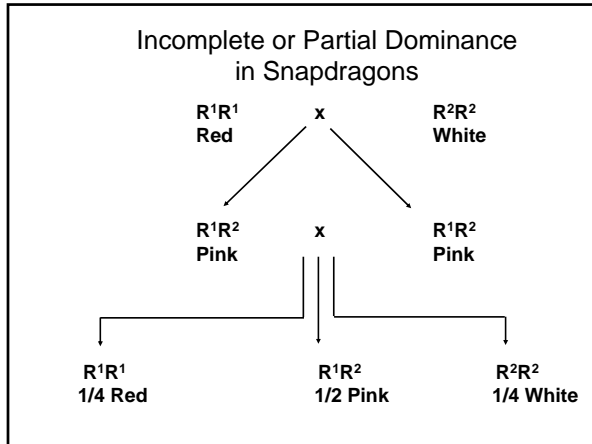 Incomplete or Partial Dominance
in Snapdragons
R¹R¹ x R²R²
Red White
R¹R² x R¹R²
Pink Pink
R¹R¹ R¹R² R²R²
1/4 Red 1/2 Pink 1/4 White